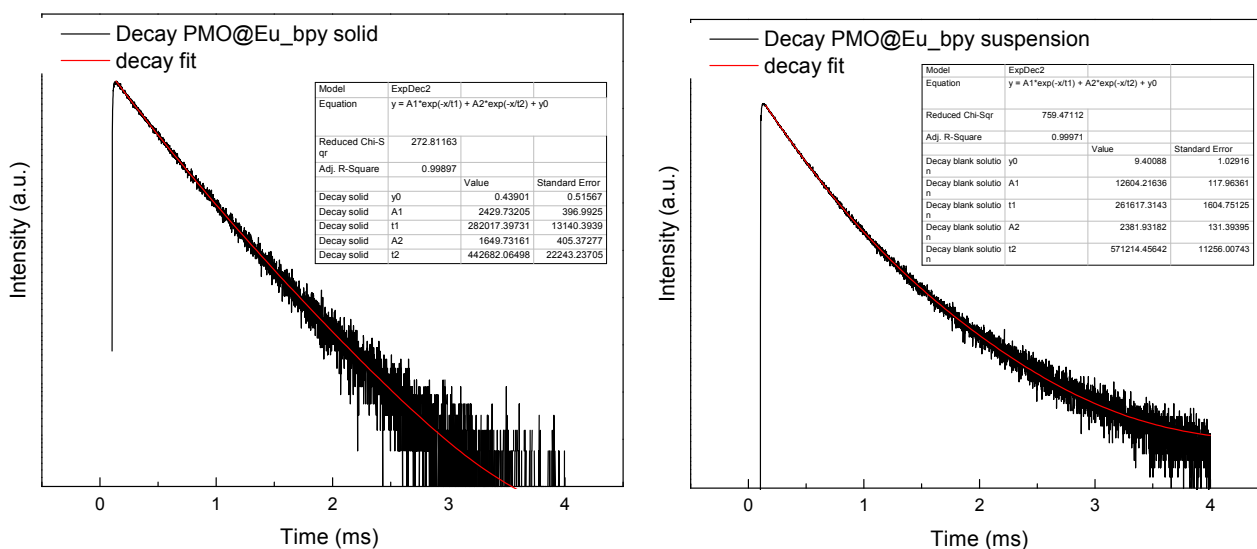 Decay PMO@Eu_bpy solid
decay fit
Model ExpDec2
Equation y = A1*exp(-x/t1) + A2*exp(-x/t2) + y0
Reduced Chi-S
qr 272.81163
Adj. R-Square 0.99897
Value Standard Error
Decay solid y0 0.43901 0.51567
Decay solid A1 2429.73205 396.9925
Decay solid t1 282017.39731 13140.3939
Decay solid A2 1649.73161 405.37277
Decay solid t2 442682.06498 22243.23705
Intensity (a.u.)
0 1 2 3 4
Time (ms)
Decay PMO@Eu_bpy suspension
decay fit
Model ExpDec2
Equation y = A1*exp(-x/t1) + A2*exp(-x/t2) + y0
Reduced Chi-Sqr 759.47112
Adj. R-Square 0.99971
Value Standard Error
Decay blank solutio
n y0 9.40088 1.02916
Decay blank solutio
n A1 12604.21636 117.96361
Decay blank solutio
n t1 261617.3143 1604.75125
Decay blank solutio
n A2 2381.93182 131.39395
Decay blank solutio
n t2 571214.45642 11256.00743
Intensity (a.u.)
0 1 2 3 4
Time (ms)